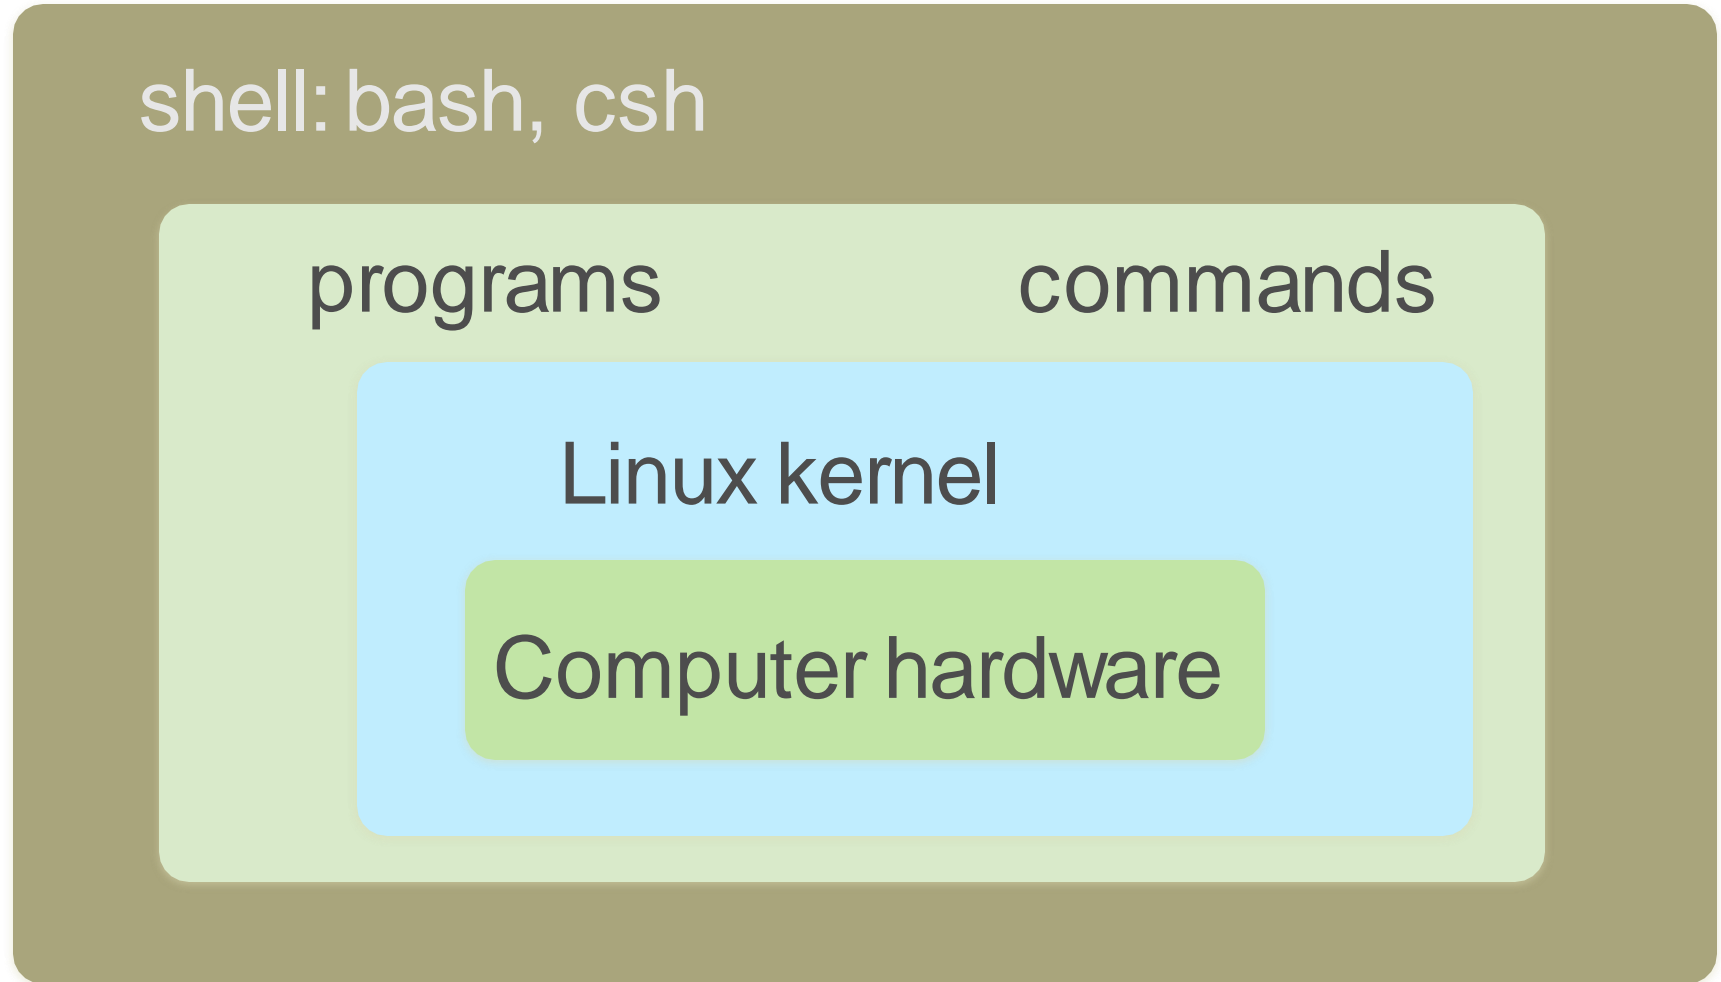 shell: bash, csh
programs commands
Linux kernel
Computer hardware